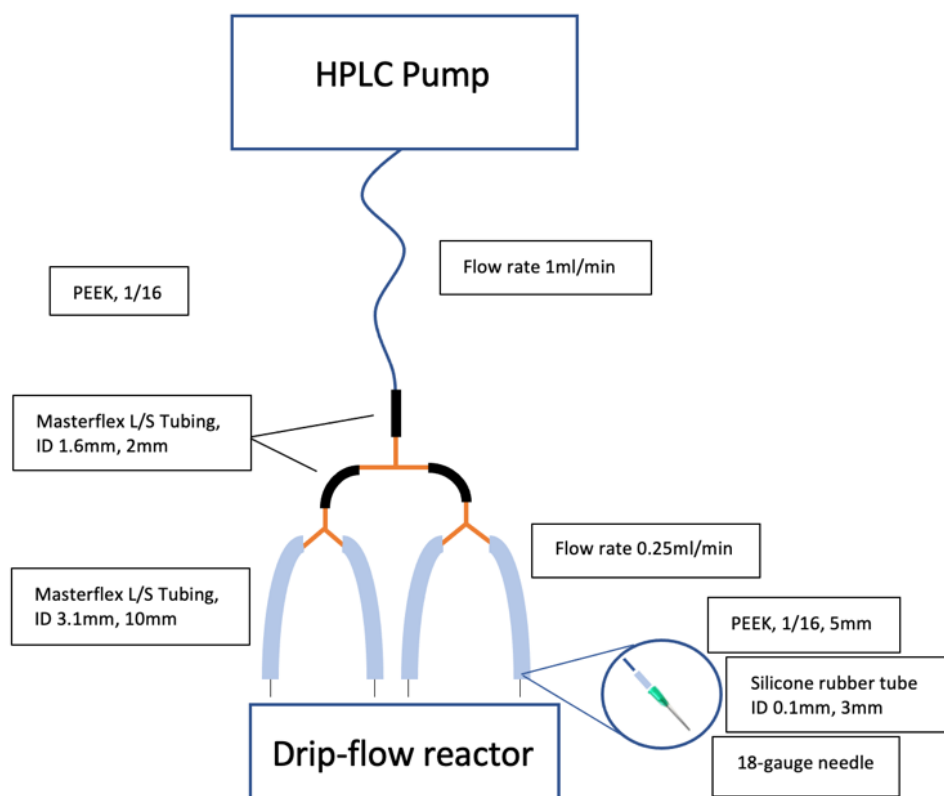 HPLC Pump
Flow rate 1ml/min
PEEK, 1/16
Masterflex L/S Tubing,
ID 1.6mm, 2mm
Flow rate 0.25ml/min
Masterflex L/S Tubing,
ID 3.1mm, 10mm
PEEK, 1/16, 5mm
Silicone rubber tube
ID 0.1mm, 3mm
18-gauge needle
Drip-flow reactor